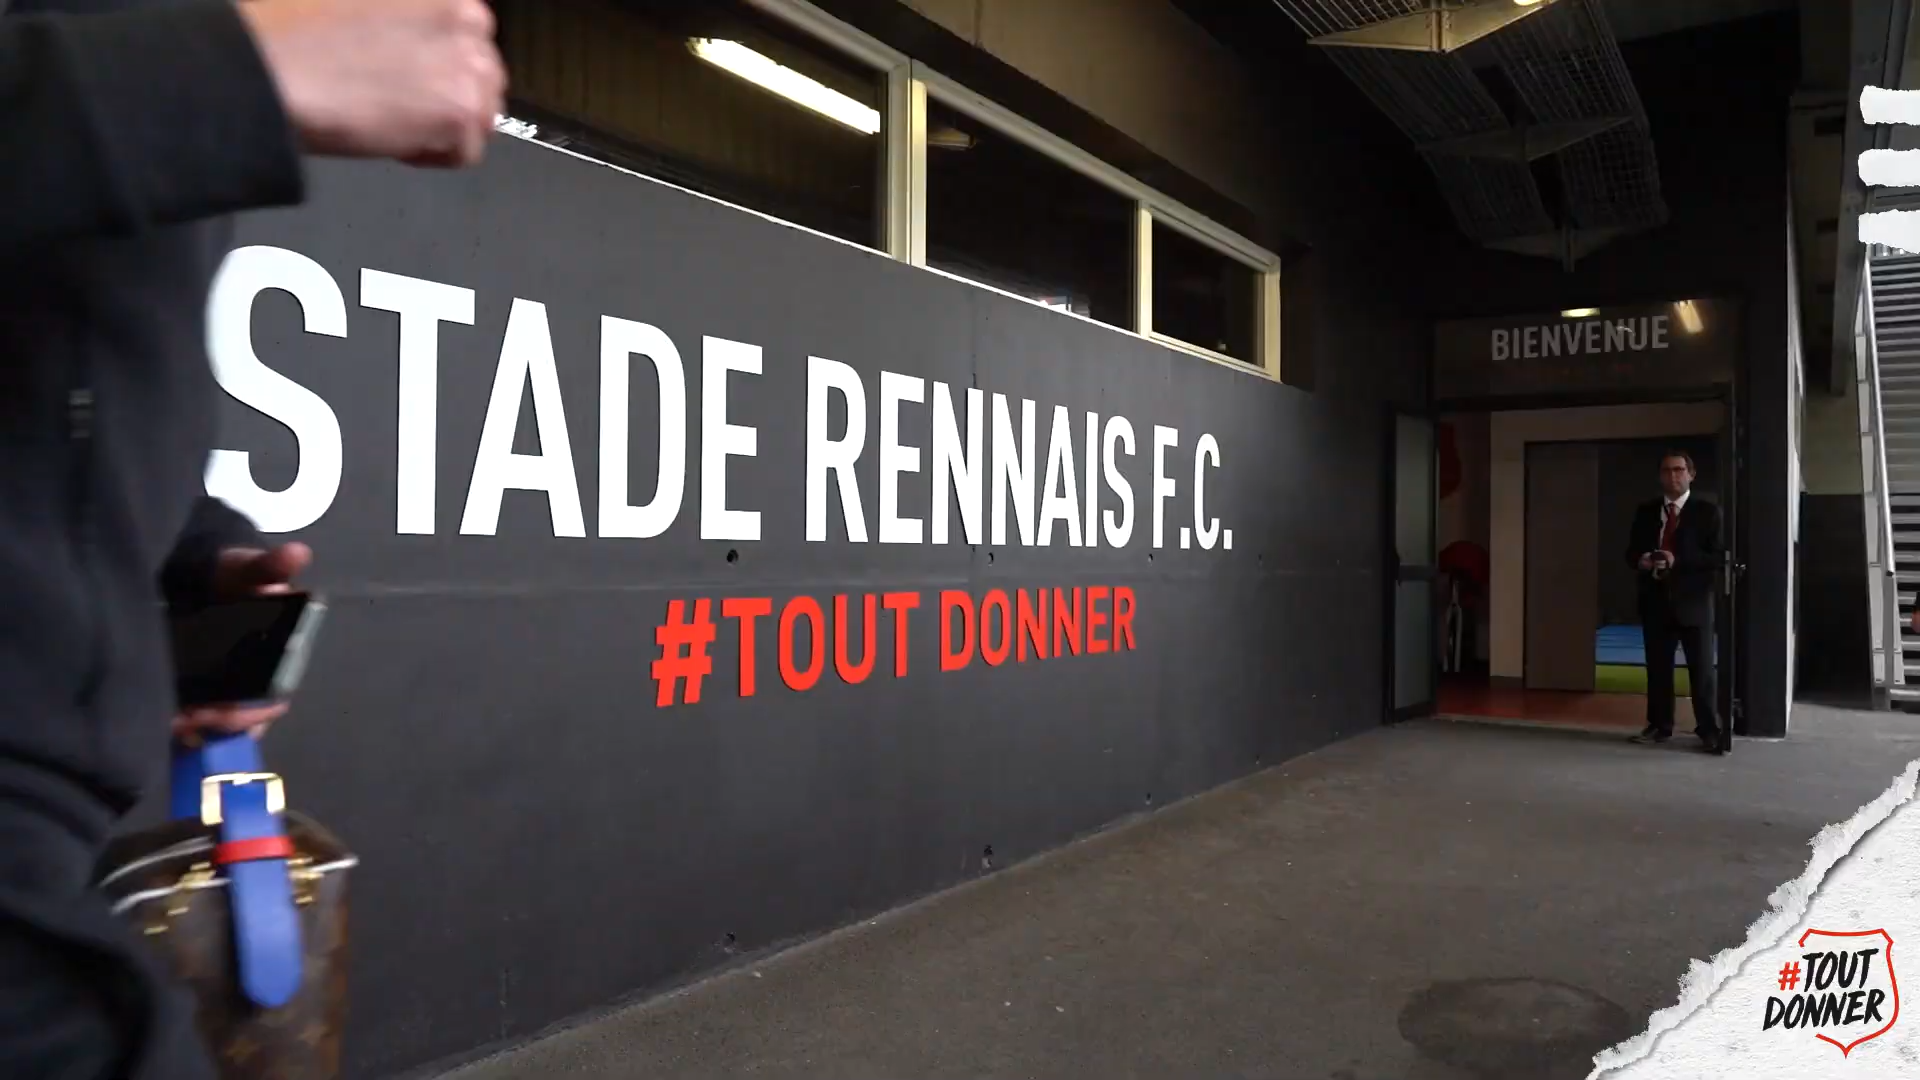 STADE RENNAIS F.C.
#TOUT DONNER
BIENVENUE
#TOUT
DONNER